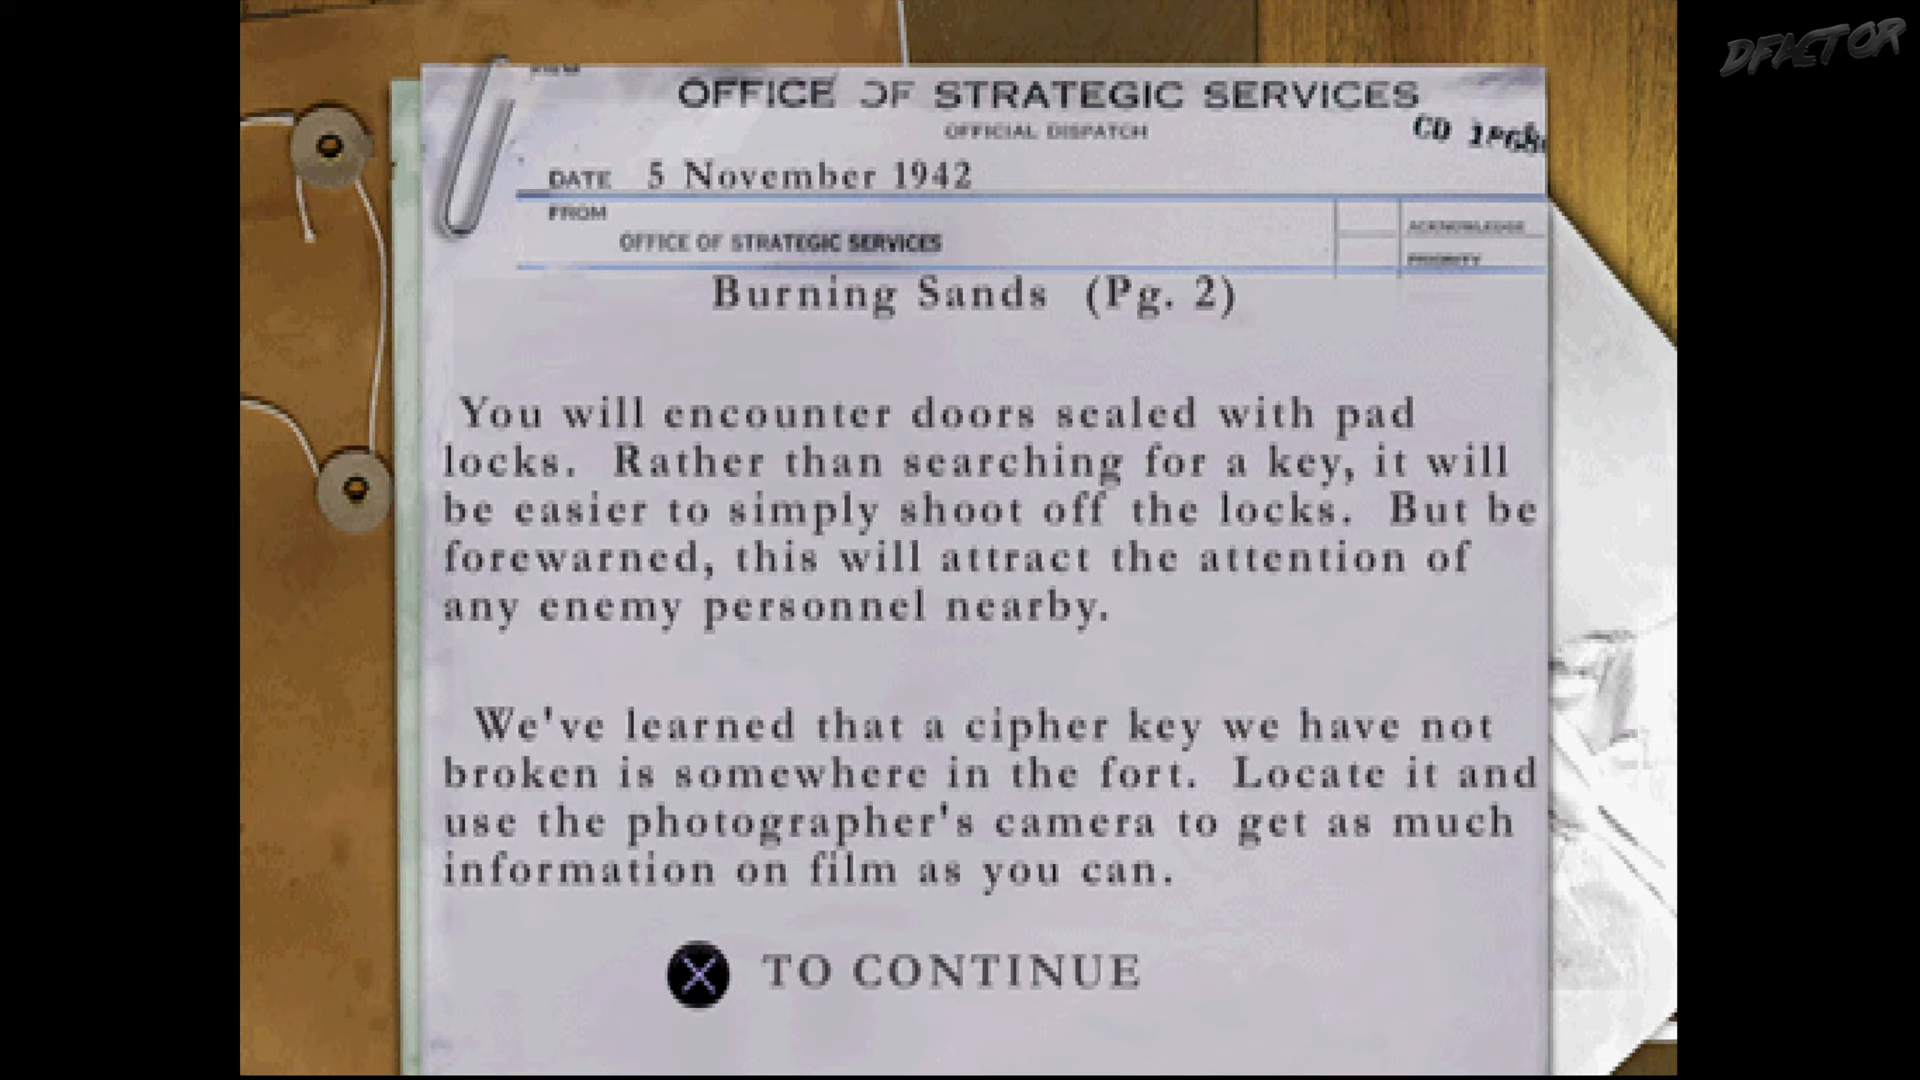 DFACTOR
OFFICE OF STRATEGIC SERVICES
OFFICIAL DISPATCH
CO
DATE 5 November 1942
FROM
OFFICE OF STRATEGIC SERVICES
ACKNOWLEDGE
PRIORITY
Burning Sands (Pg. 2)
You will encounter doors sealed with pad
locks. Rather than searching for a key, it will
be easier to simply shoot off the locks. But be
forewarned, this will attract the attention of
any enemy personnel nearby.
We've learned that a cipher key we have not
broken is somewhere in the fort. Locate it and
use the photographer's camera to get as much
information on film as you can.
X TO CONTINUE